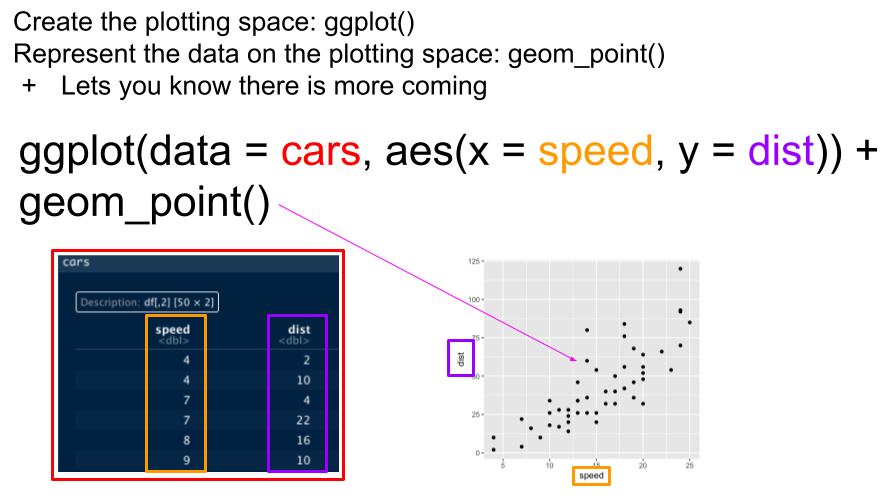 Create the plotting space: ggplot()
Represent the data on the plotting space: geom_point()
+ Lets you know there is more coming
ggplot(data = cars, aes(x = speed, y = dist)) +
geom_point()
cars
Description: df[,2] [50 × 2]
speed dist
<dbl> <dbl>
4 2
4 10
7 4
7 22
8 16
9 10
125
100
75
50
25
0
dist
5 10 15 20 25
speed